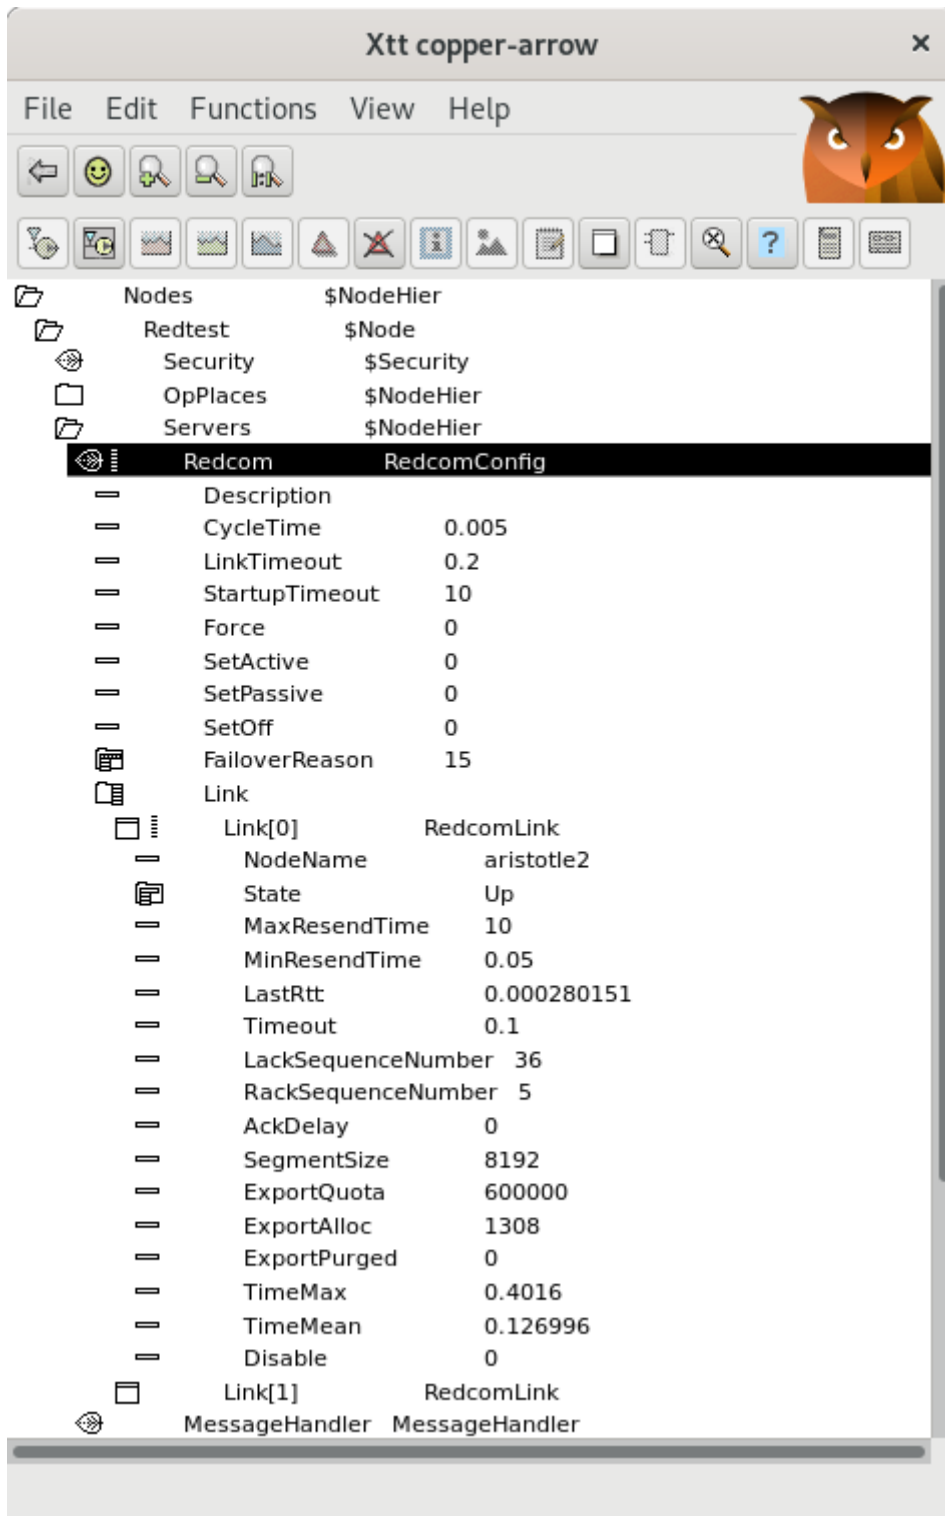 Xtt copper-arrow ×
File Edit Functions View Help
Nodes $NodeHier
Redtest $Node
Security $Security
OpPlaces $NodeHier
Servers $NodeHier
Redcom RedcomConfig
Description
CycleTime 0.005
LinkTimeout 0.2
StartupTimeout 10
Force 0
SetActive 0
SetPassive 0
SetOff 0
FailoverReason 15
Link
Link[0] RedcomLink
NodeName aristotle2
State Up
MaxResendTime 10
MinResendTime 0.05
LastRtt 0.000280151
Timeout 0.1
LackSequenceNumber 36
RackSequenceNumber 5
AckDelay 0
SegmentSize 8192
ExportQuota 600000
ExportAlloc 1308
ExportPurged 0
TimeMax 0.4016
TimeMean 0.126996
Disable 0
Link[1] RedcomLink
MessageHandler MessageHandler